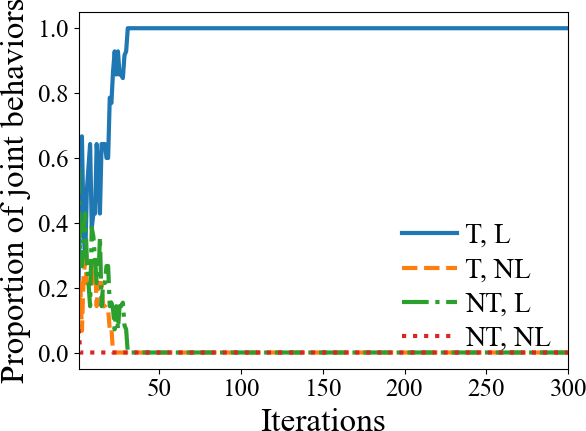 Proportion of joint behaviors
1.0
0.8
0.6
0.4
0.2
0.0
T, L
T, NL
NT, L
NT, NL
50 100 150 200 250 300
Iterations